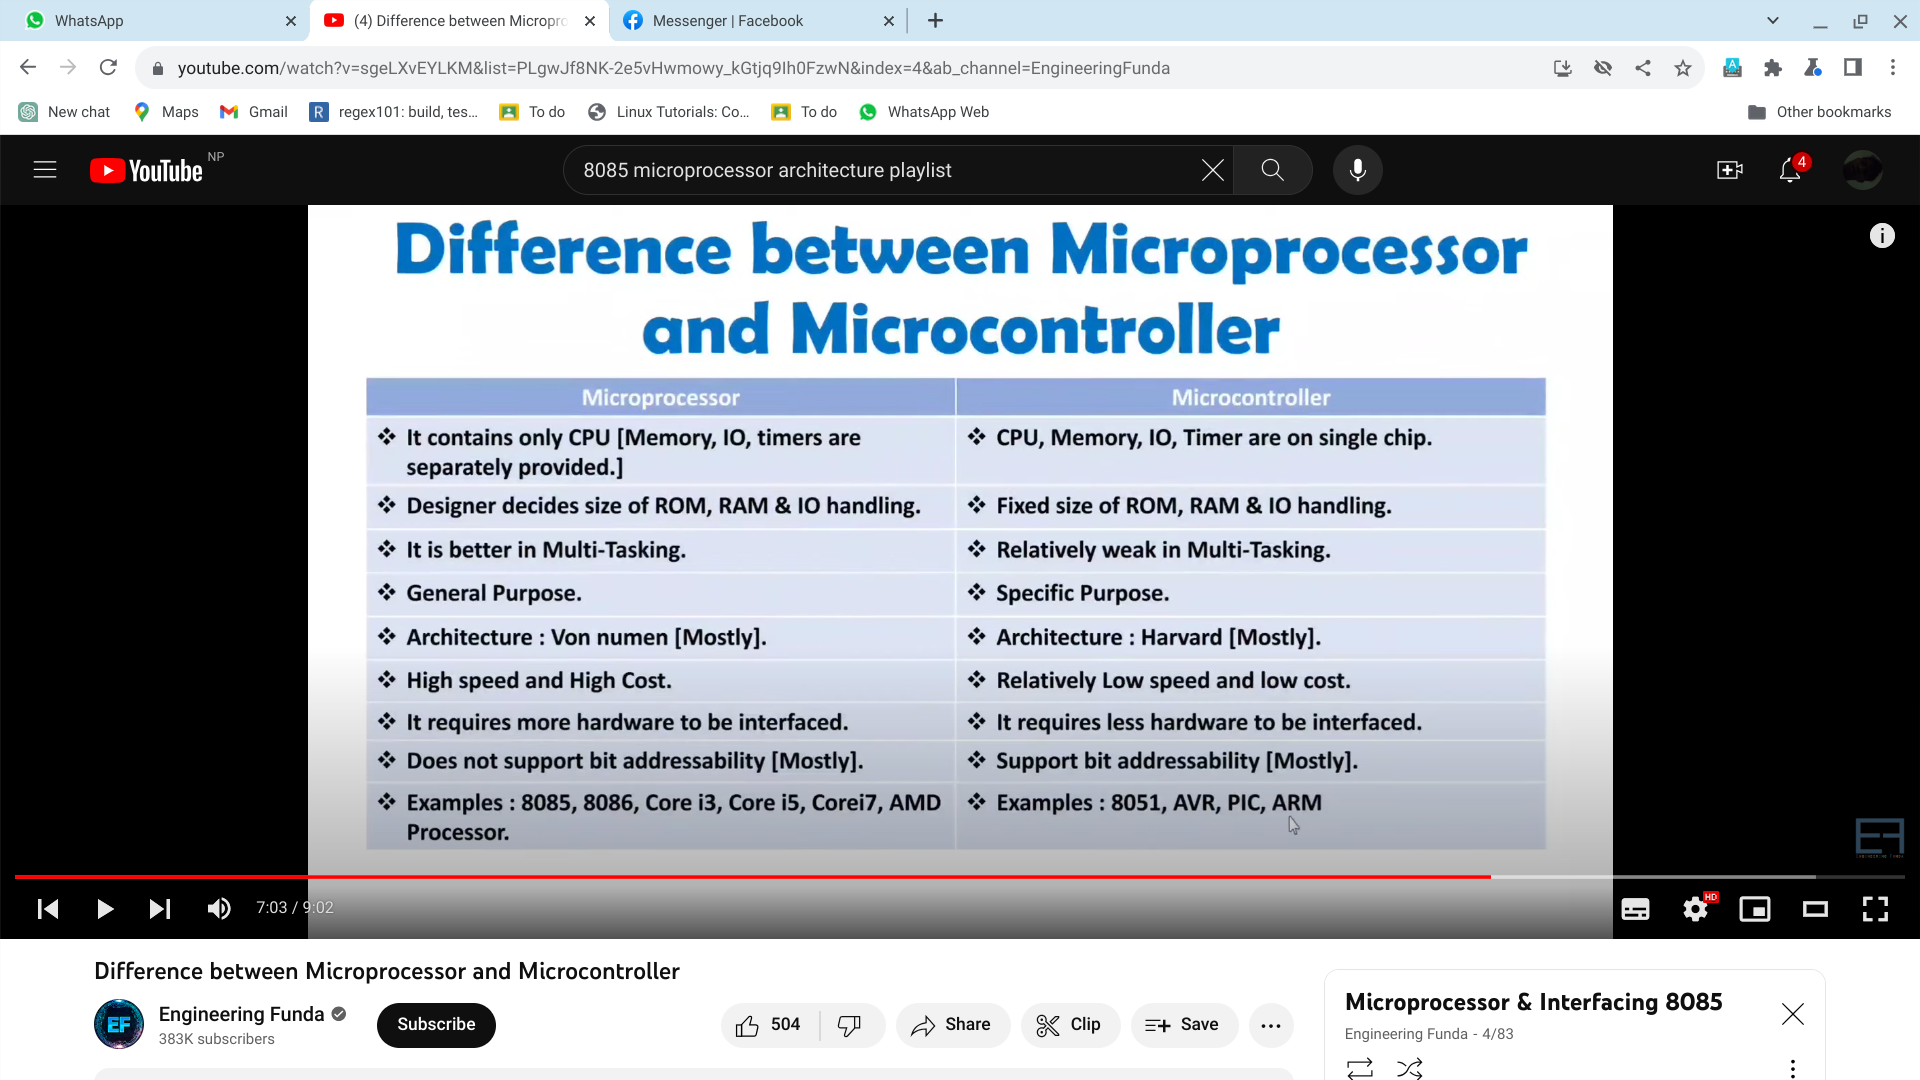 WhatsApp
(4) Difference between Micropro
Messenger | Facebook
youtube.com/watch?v=sgeLXvEYLKM&list=PLgwJf8NK-2e5vHwmowy_kGtjq9Ih0FzwN&index=4&ab_channel=EngineeringFunda
New chat
Maps
Gmail
R
regex101: build, tes...
To do
Linux Tutorials: Co...
To do
WhatsApp Web
Other bookmarks
YouTube NP
8085 microprocessor architecture playlist
4
Difference between Microprocessor
and Microcontroller
Microprocessor
Microcontroller
❖ It contains only CPU [Memory, IO, timers are
separately provided.]
❖ CPU, Memory, IO, Timer are on single chip.
❖ Designer decides size of ROM, RAM & IO handling.
❖ Fixed size of ROM, RAM & IO handling.
❖ It is better in Multi-Tasking.
❖ Relatively weak in Multi-Tasking.
❖ General Purpose.
❖ Specific Purpose.
❖ Architecture : Von numen [Mostly].
❖ Architecture : Harvard [Mostly].
❖ High speed and High Cost.
❖ Relatively Low speed and low cost.
❖ It requires more hardware to be interfaced.
❖ It requires less hardware to be interfaced.
❖ Does not support bit addressability [Mostly].
❖ Support bit addressability [Mostly].
❖ Examples : 8085, 8086, Core i3, Core i5, Corei7, AMD
Processor.
❖ Examples : 8051, AVR, PIC, ARM
EF
7:03 / 9:02
HD
Difference between Microprocessor and Microcontroller
EF
Engineering Funda
383K subscribers
Subscribe
504
Share
Clip
Save
Microprocessor & Interfacing 8085
Engineering Funda - 4/83